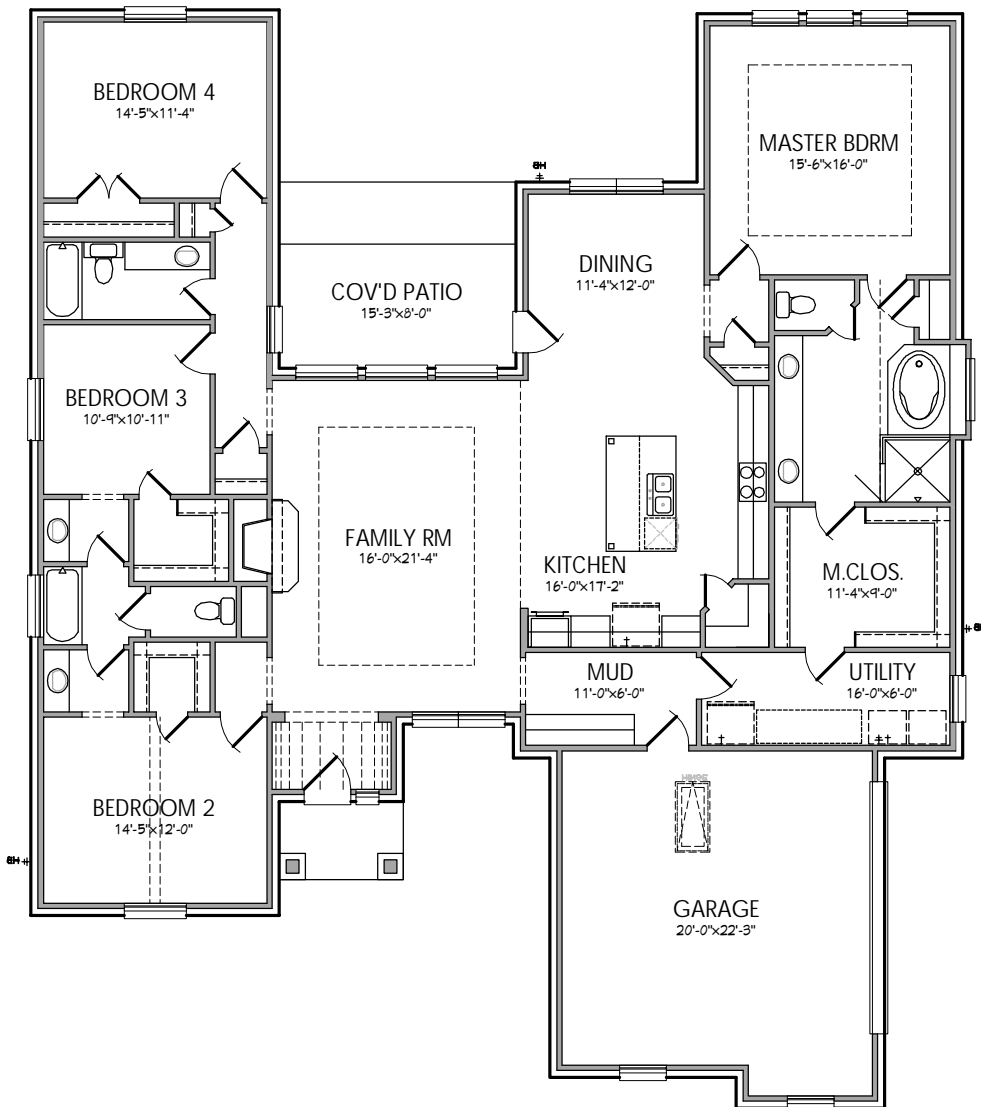 BEDROOM 4
14'-5"x11'-4"
MASTER BDRM
15'-6"x16'-0"
HB
DINING
11'-4"x12'-0"
COV'D PATIO
15'-3"x8'-0"
BEDROOM 3
10'-9"x10'-11"
FAMILY RM
16'-0"x21'-4"
KITCHEN
16'-0"x17'-2"
M.CLOS.
11'-4"x9'-0"
HB
MUD
11'-0"x6'-0"
UTILITY
16'-0"x6'-0"
BEDROOM 2
14'-5"x12'-0"
HB
GARAGE
20'-0"x22'-3"